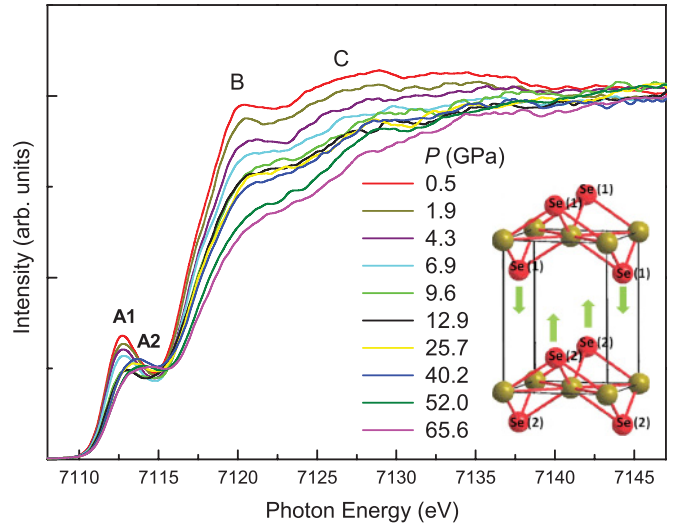 B
C
A1
A2
P (GPa)
0.5
1.9
4.3
6.9
9.6
12.9
25.7
40.2
52.0
65.6
Se(1)
Se(1)
Se(1)
Se(1)
Se(2)
Se(2)
Se(2)
Se(2)
Intensity (arb. units)
7110 7115 7120 7125 7130 7135 7140 7145
Photon Energy (eV)